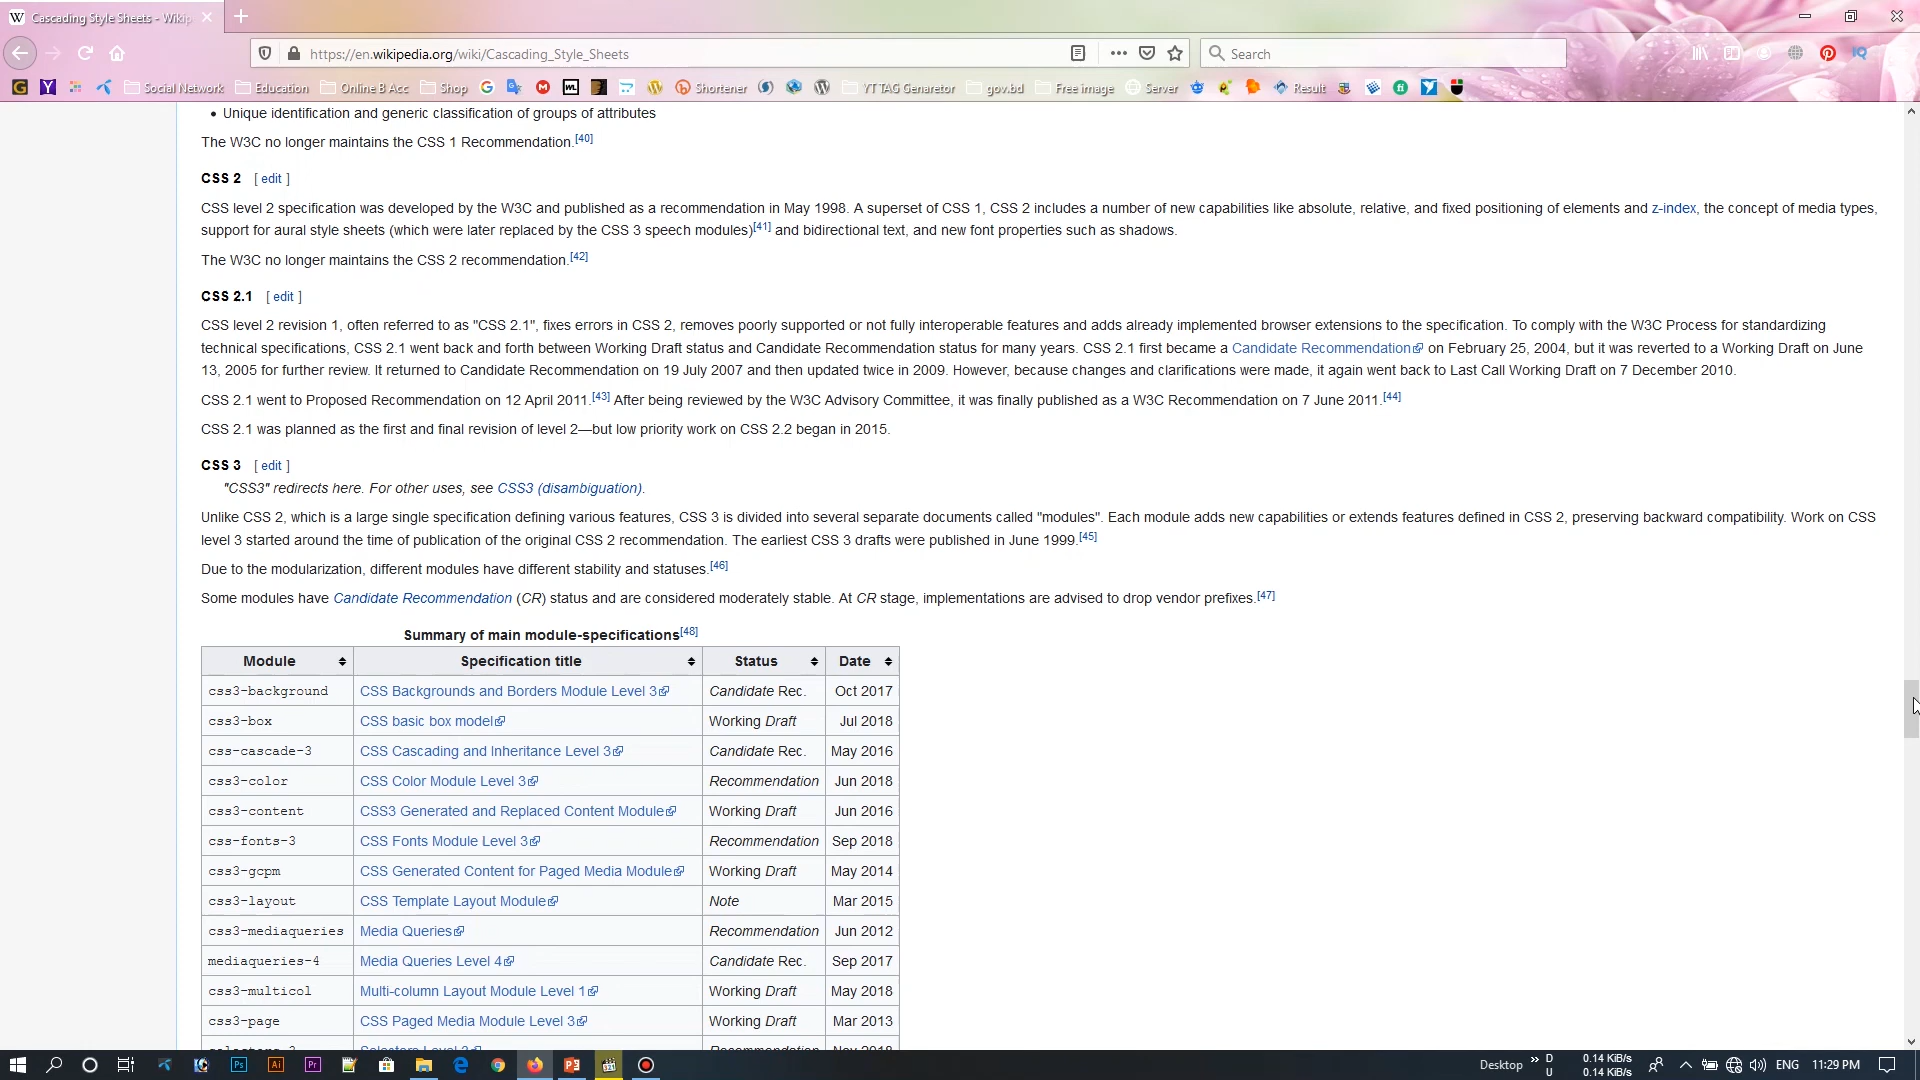 Cascading Style Sheets - Wikip
https://en.wikipedia.org/wiki/Cascading_Style_Sheets
Search
Social Network
Education
Online B Acc
Shop
Shortener
YT TAG Genaretor
gov.bd
Free image
Server
Result
• Unique identification and generic classification of groups of attributes
The W3C no longer maintains the CSS 1 Recommendation.[40]
CSS 2 [ edit ]
CSS level 2 specification was developed by the W3C and published as a recommendation in May 1998. A superset of CSS 1, CSS 2 includes a number of new capabilities like absolute, relative, and fixed positioning of elements and z-index, the concept of media types,
support for aural style sheets (which were later replaced by the CSS 3 speech modules)[41] and bidirectional text, and new font properties such as shadows.
The W3C no longer maintains the CSS 2 recommendation.[42]
CSS 2.1 [ edit ]
CSS level 2 revision 1, often referred to as "CSS 2.1", fixes errors in CSS 2, removes poorly supported or not fully interoperable features and adds already implemented browser extensions to the specification. To comply with the W3C Process for standardizing
technical specifications, CSS 2.1 went back and forth between Working Draft status and Candidate Recommendation status for many years. CSS 2.1 first became a Candidate Recommendation on February 25, 2004, but it was reverted to a Working Draft on June
13, 2005 for further review. It returned to Candidate Recommendation on 19 July 2007 and then updated twice in 2009. However, because changes and clarifications were made, it again went back to Last Call Working Draft on 7 December 2010.
CSS 2.1 went to Proposed Recommendation on 12 April 2011.[43] After being reviewed by the W3C Advisory Committee, it was finally published as a W3C Recommendation on 7 June 2011.[44]
CSS 2.1 was planned as the first and final revision of level 2—but low priority work on CSS 2.2 began in 2015.
CSS 3 [ edit ]
"CSS3" redirects here. For other uses, see CSS3 (disambiguation).
Unlike CSS 2, which is a large single specification defining various features, CSS 3 is divided into several separate documents called "modules". Each module adds new capabilities or extends features defined in CSS 2, preserving backward compatibility. Work on CSS
level 3 started around the time of publication of the original CSS 2 recommendation. The earliest CSS 3 drafts were published in June 1999.[45]
Due to the modularization, different modules have different stability and statuses.[46]
Some modules have Candidate Recommendation (CR) status and are considered moderately stable. At CR stage, implementations are advised to drop vendor prefixes.[47]
Summary of main module-specifications[48]
Module Specification title Status Date
css3-background CSS Backgrounds and Borders Module Level 3 Candidate Rec. Oct 2017
css3-box CSS basic box model Working Draft Jul 2018
css-cascade-3 CSS Cascading and Inheritance Level 3 Candidate Rec. May 2016
css3-color CSS Color Module Level 3 Recommendation Jun 2018
css3-content CSS3 Generated and Replaced Content Module Working Draft Jun 2016
css-fonts-3 CSS Fonts Module Level 3 Recommendation Sep 2018
css3-gcpm CSS Generated Content for Paged Media Module Working Draft May 2014
css3-layout CSS Template Layout Module Note Mar 2015
css3-mediaqueries Media Queries Recommendation Jun 2012
mediaqueries-4 Media Queries Level 4 Candidate Rec. Sep 2017
css3-multicol Multi-column Layout Module Level 1 Working Draft May 2018
css3-page CSS Paged Media Module Level 3 Working Draft Mar 2013
Desktop
D 0.14 KiB/s
U 0.14 KiB/s
ENG
11:29 PM